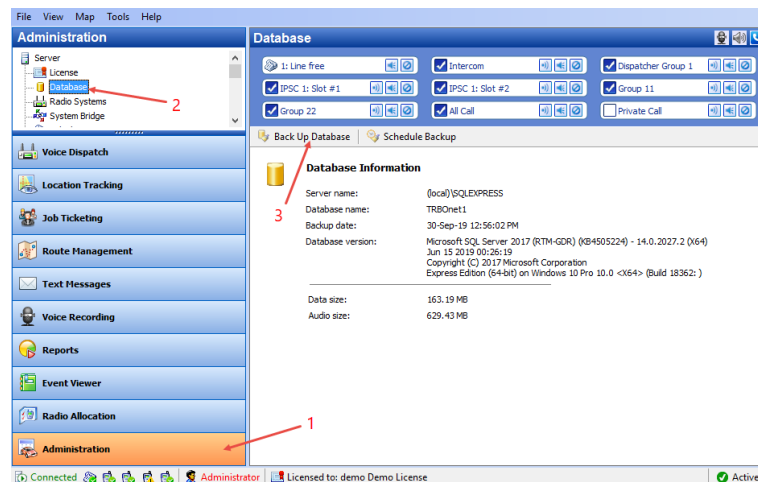 File View Map Tools Help
Administration
Server
License
Database
Radio Systems
System Bridge
2
Voice Dispatch
Location Tracking
Job Ticketing
Route Management
Text Messages
Voice Recording
Reports
Event Viewer
Radio Allocation
Administration
1
Database
1: Line free
Intercom
Dispatcher Group 1
IPSC 1: Slot #1
IPSC 1: Slot #2
Group 11
Group 22
All Call
Private Call
Back Up Database
Schedule Backup
3
Database Information
Server name: (local)\SQLEXPRESS
Database name: TRBOnet1
Backup date: 30-Sep-19 12:56:02 PM
Database version: Microsoft SQL Server 2017 (RTM-GDR) (KB4505224) - 14.0.2027.2 (X64)
Jun 15 2019 00:26:19
Copyright (C) 2017 Microsoft Corporation
Express Edition (64-bit) on Windows 10 Pro 10.0 <X64> (Build 18362: )
Data size: 163.19 MB
Audio size: 629.43 MB
Connected
Administrator
Licensed to: demo Demo License
Active